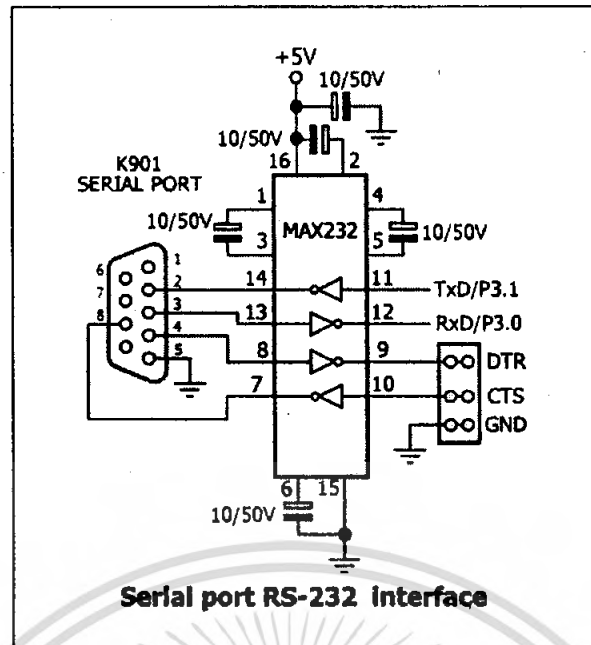 +5V
10/50V
10/50V
16 2
K901
SERIAL PORT
1 4
10/50V MAX232 10/50V
3 5
6 1
7 2
8 3
4
5
14 11 TxD/P3.1
13 12 RxD/P3.0
8 9 DTR
7 10 CTS
GND
6 15
10/50V
Serial port RS-232 interface